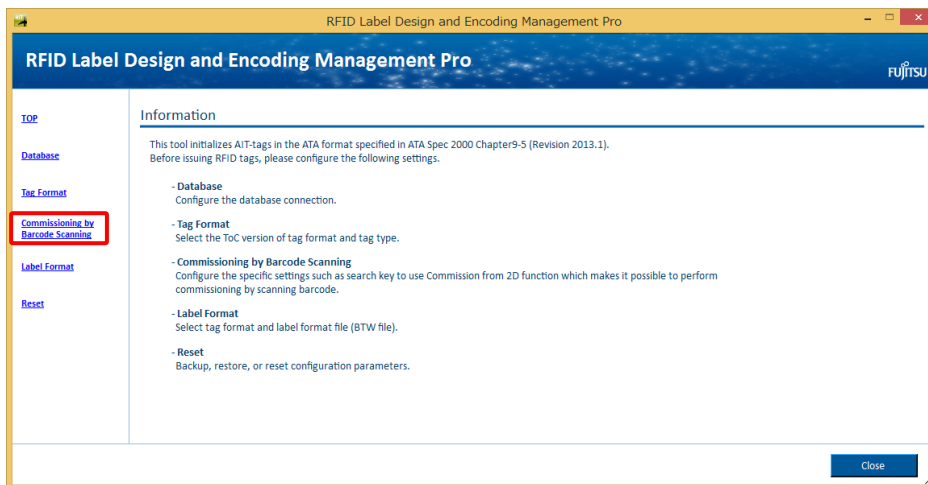 RFID Label Design and Encoding Management Pro
RFID Label Design and Encoding Management Pro
FUJITSU
TOP
Database
Tag Format
Commissioning by
Barcode Scanning
Label Format
Reset
Information
This tool initializes AIT-tags in the ATA format specified in ATA Spec 2000 Chapter9-5 (Revision 2013.1).
Before issuing RFID tags, please configure the following settings.
- Database
Configure the database connection.
- Tag Format
Select the ToC version of tag format and tag type.
- Commissioning by Barcode Scanning
Configure the specific settings such as search key to use Commission from 2D function which makes it possible to perform
commissioning by scanning barcode.
- Label Format
Select tag format and label format file (BTW file).
- Reset
Backup, restore, or reset configuration parameters.
Close